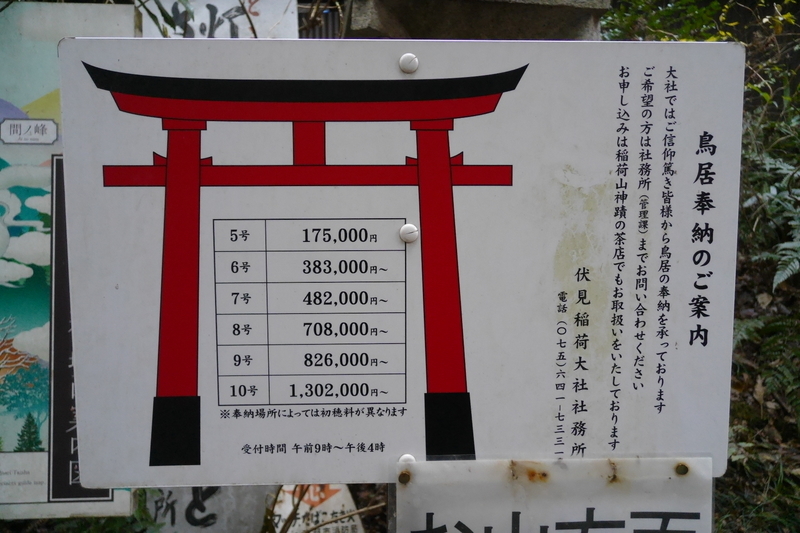 鳥居奉納のご案内
大社ではご信仰篤き皆様から鳥居の奉納を承っております
ご希望の方は社務所(管理課)までお問い合わせください
お申し込みは稲荷山神蹟の茶店でもお取扱いをいたしております
伏見稲荷大社社務所
電話(〇七五)六四一-七三三一
5号 175,000円
6号 383,000円~
7号 482,000円~
8号 708,000円~
9号 826,000円~
10号 1,302,000円~
※奉納場所によっては初穂料が異なります
受付時間 午前9時~午後4時
間ノ峰
所